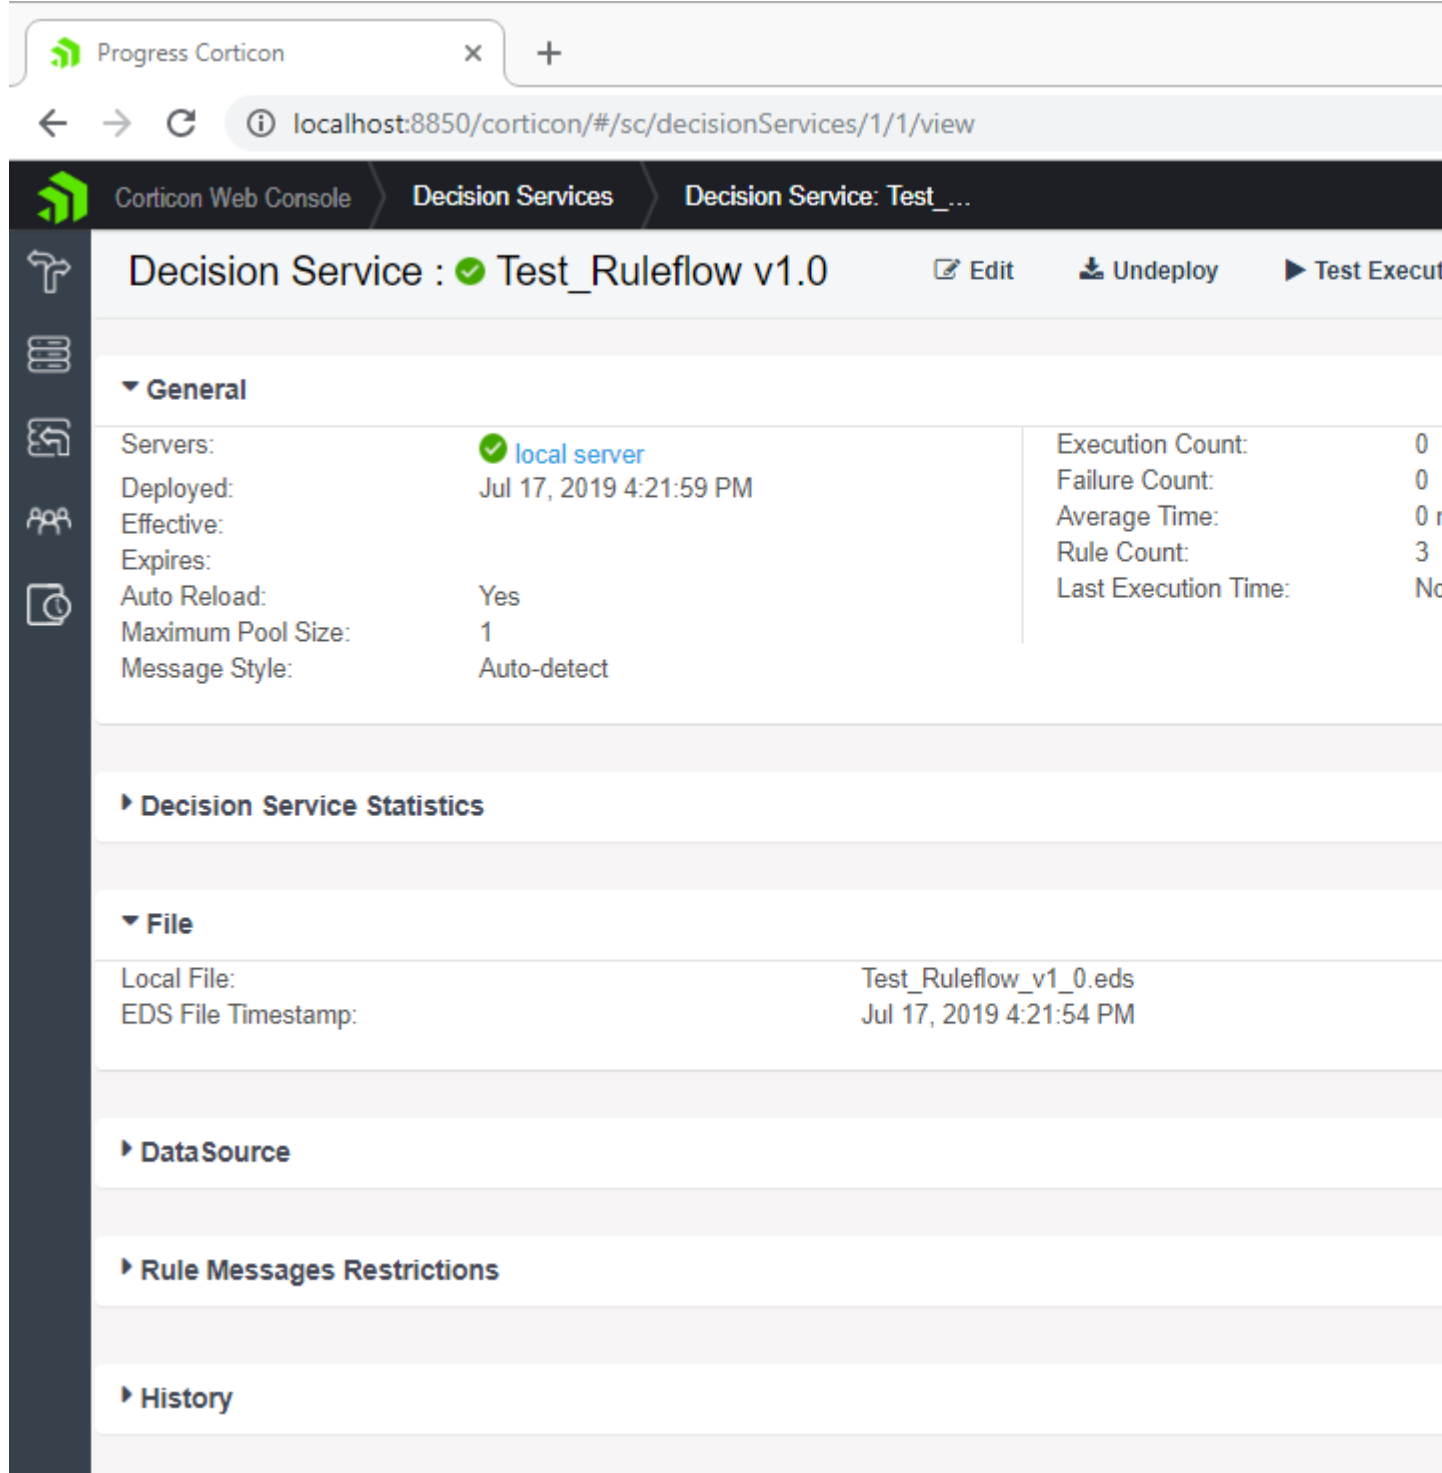 Progress Corticon
localhost:8850/corticon/#/sc/decisionServices/1/1/view
Corticon Web Console Decision Services Decision Service: Test_...
Decision Service : Test_Ruleflow v1.0 Edit Undeploy Test Execut
General
Servers: local server Execution Count: 0
Deployed: Jul 17, 2019 4:21:59 PM Failure Count: 0
Effective: Average Time: 0
Expires: Rule Count: 3
Auto Reload: Yes Last Execution Time: No
Maximum Pool Size: 1
Message Style: Auto-detect
Decision Service Statistics
File
Local File: Test_Ruleflow_v1_0.eds
EDS File Timestamp: Jul 17, 2019 4:21:54 PM
DataSource
Rule Messages Restrictions
History